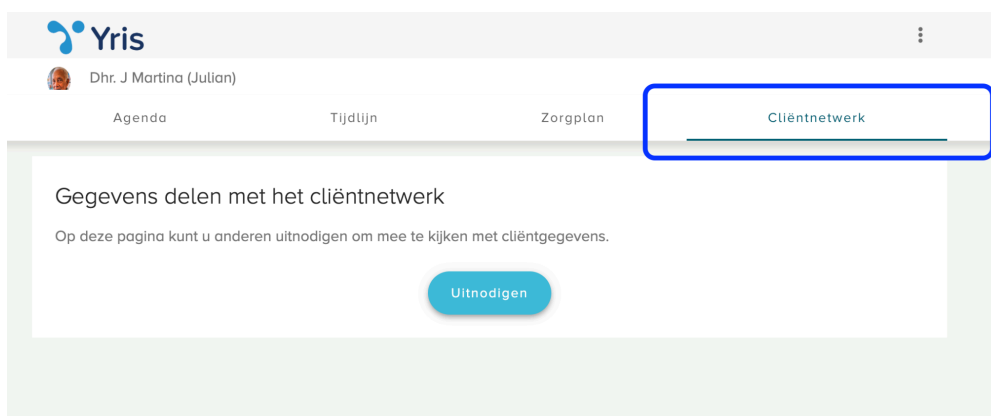 Yris
Dhr. J Martina (Julian)
Agenda Tijdlijn Zorgplan Cliëntnetwerk
Gegevens delen met het cliëntnetwerk
Op deze pagina kunt u anderen uitnodigen om mee te kijken met cliëntgegevens.
Uitnodigen